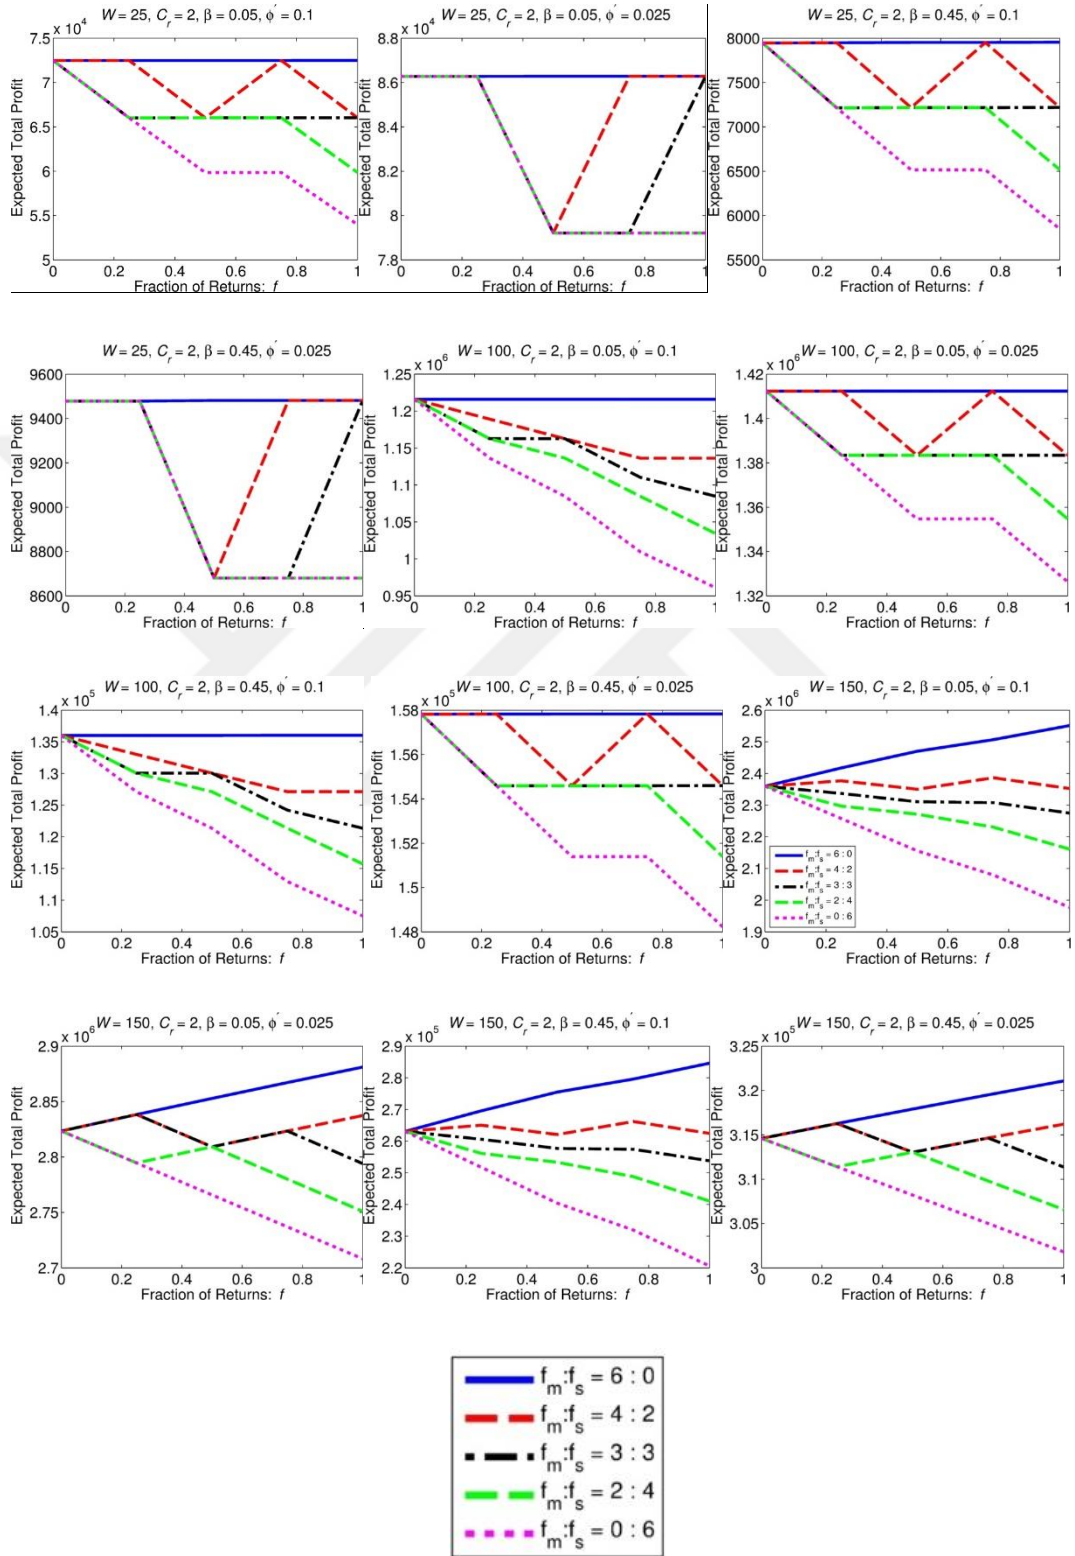 W = 25, C_r = 2, β = 0.05, φ' = 0.1
x 10^4
7.5
7
6.5
6
5.5
5
Expected Total Profit
0 0.2 0.4 0.6 0.8 1
Fraction of Returns: f
W = 25, C_r = 2, β = 0.05, φ' = 0.025
x 10^4
8.8
8.6
8.4
8.2
8
7.8
Expected Total Profit
0 0.2 0.4 0.6 0.8 1
Fraction of Returns: f
W = 25, C_r = 2, β = 0.45, φ' = 0.1
8000
7500
7000
6500
6000
5500
Expected Total Profit
0 0.2 0.4 0.6 0.8 1
Fraction of Returns: f
W = 25, C_r = 2, β = 0.45, φ' = 0.025
9600
9400
9200
9000
8800
8600
Expected Total Profit
0 0.2 0.4 0.6 0.8 1
Fraction of Returns: f
W = 100, C_r = 2, β = 0.05, φ' = 0.1
x 10^6
1.25
1.2
1.15
1.1
1.05
1
0.95
Expected Total Profit
0 0.2 0.4 0.6 0.8 1
Fraction of Returns: f
W = 100, C_r = 2, β = 0.05, φ' = 0.025
x 10^6
1.42
1.4
1.38
1.36
1.34
1.32
Expected Total Profit
0 0.2 0.4 0.6 0.8 1
Fraction of Returns: f
W = 100, C_r = 2, β = 0.45, φ' = 0.1
x 10^5
1.4
1.35
1.3
1.25
1.2
1.15
1.1
1.05
Expected Total Profit
0 0.2 0.4 0.6 0.8 1
Fraction of Returns: f
W = 100, C_r = 2, β = 0.45, φ' = 0.025
x 10^5
1.58
1.56
1.54
1.52
1.5
1.48
Expected Total Profit
0 0.2 0.4 0.6 0.8 1
Fraction of Returns: f
W = 150, C_r = 2, β = 0.05, φ' = 0.1
x 10^6
2.6
2.5
2.4
2.3
2.2
2.1
2
1.9
Expected Total Profit
f_m:f_s = 6 : 0
f_m:f_s = 4 : 2
f_m:f_s = 3 : 3
f_m:f_s = 2 : 4
f_m:f_s = 0 : 6
0 0.2 0.4 0.6 0.8 1
Fraction of Returns: f
W = 150, C_r = 2, β = 0.05, φ' = 0.025
x 10^6
2.9
2.85
2.8
2.75
2.7
Expected Total Profit
0 0.2 0.4 0.6 0.8 1
Fraction of Returns: f
W = 150, C_r = 2, β = 0.45, φ' = 0.1
x 10^5
2.9
2.8
2.7
2.6
2.5
2.4
2.3
2.2
Expected Total Profit
0 0.2 0.4 0.6 0.8 1
Fraction of Returns: f
W = 150, C_r = 2, β = 0.45, φ' = 0.025
x 10^5
3.25
3.2
3.15
3.1
3.05
3
Expected Total Profit
0 0.2 0.4 0.6 0.8 1
Fraction of Returns: f
f_m:f_s = 6 : 0
f_m:f_s = 4 : 2
f_m:f_s = 3 : 3
f_m:f_s = 2 : 4
f_m:f_s = 0 : 6